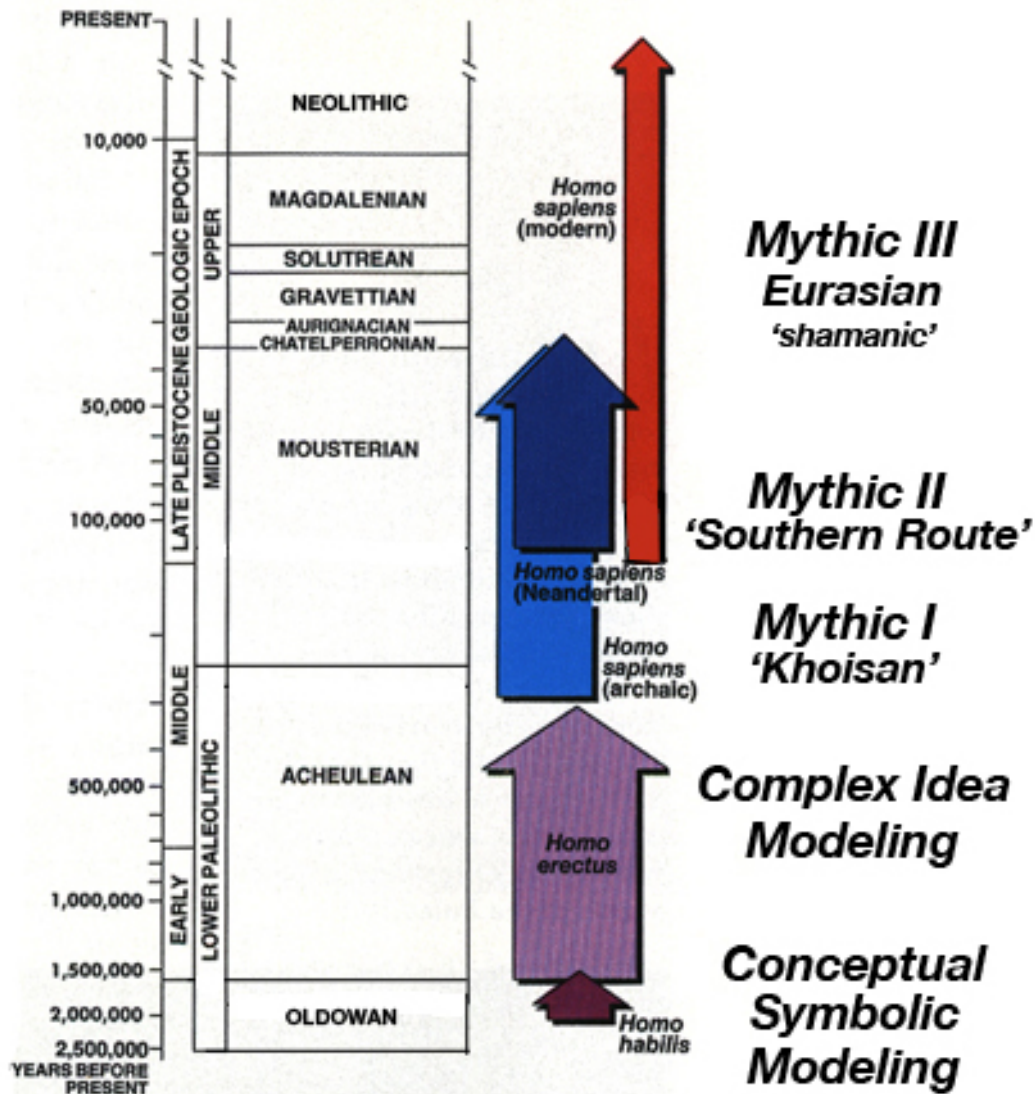 PRESENT
10,000
50,000
100,000
500,000
1,000,000
1,500,000
2,000,000
2,500,000
YEARS BEFORE
PRESENT
LATE PLEISTOCENE GEOLOGIC EPOCH
MIDDLE
EARLY
UPPER
MIDDLE
LOWER PALEOLITHIC
NEOLITHIC
MAGDALENIAN
SOLUTREAN
GRAVETTIAN
AURIGNACIAN
CHATELPERRONIAN
MOUSTERIAN
ACHEULEAN
OLDOWAN
Homo
sapiens
(modern)
Homo sapiens
(Neandertal)
Homo
sapiens
(archaic)
Homo
erectus
Homo
habilis
Mythic III
Eurasian
‘shamanic’
Mythic II
‘Southern Route’
Mythic I
‘Khoisan’
Complex Idea
Modeling
Conceptual
Symbolic
Modeling